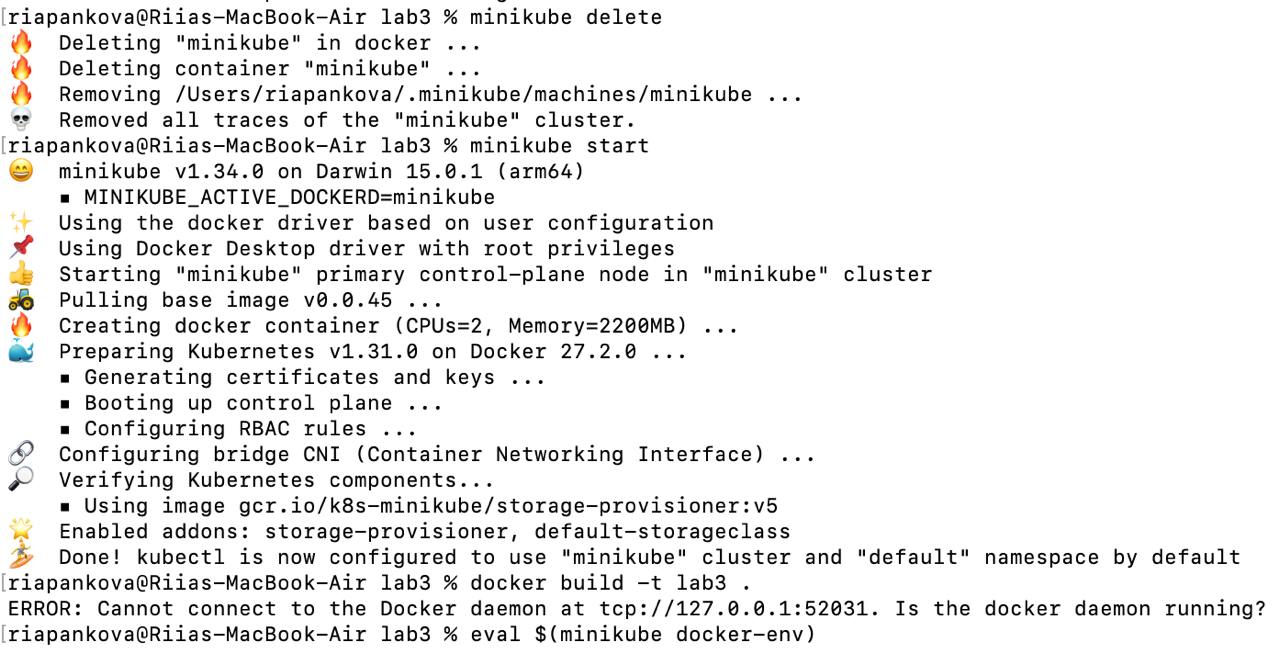 [riapankova@Riias-MacBook-Air lab3 % minikube delete
🔥  Deleting "minikube" in docker ...
🔥  Deleting container "minikube" ...
🔥  Removing /Users/riapankova/.minikube/machines/minikube ...
💀  Removed all traces of the "minikube" cluster.
[riapankova@Riias-MacBook-Air lab3 % minikube start
😄  minikube v1.34.0 on Darwin 15.0.1 (arm64)
    ▪ MINIKUBE_ACTIVE_DOCKERD=minikube
✨  Using the docker driver based on user configuration
📌  Using Docker Desktop driver with root privileges
👍  Starting "minikube" primary control-plane node in "minikube" cluster
🚜  Pulling base image v0.0.45 ...
🔥  Creating docker container (CPUs=2, Memory=2200MB) ...
🐳  Preparing Kubernetes v1.31.0 on Docker 27.2.0 ...
    ▪ Generating certificates and keys ...
    ▪ Booting up control plane ...
    ▪ Configuring RBAC rules ...
🔗  Configuring bridge CNI (Container Networking Interface) ...
🔎  Verifying Kubernetes components...
    ▪ Using image gcr.io/k8s-minikube/storage-provisioner:v5
🌟  Enabled addons: storage-provisioner, default-storageclass
🏄  Done! kubectl is now configured to use "minikube" cluster and "default" namespace by default
[riapankova@Riias-MacBook-Air lab3 % docker build -t lab3 .
ERROR: Cannot connect to the Docker daemon at tcp://127.0.0.1:52031. Is the docker daemon running?
[riapankova@Riias-MacBook-Air lab3 % eval $(minikube docker-env)